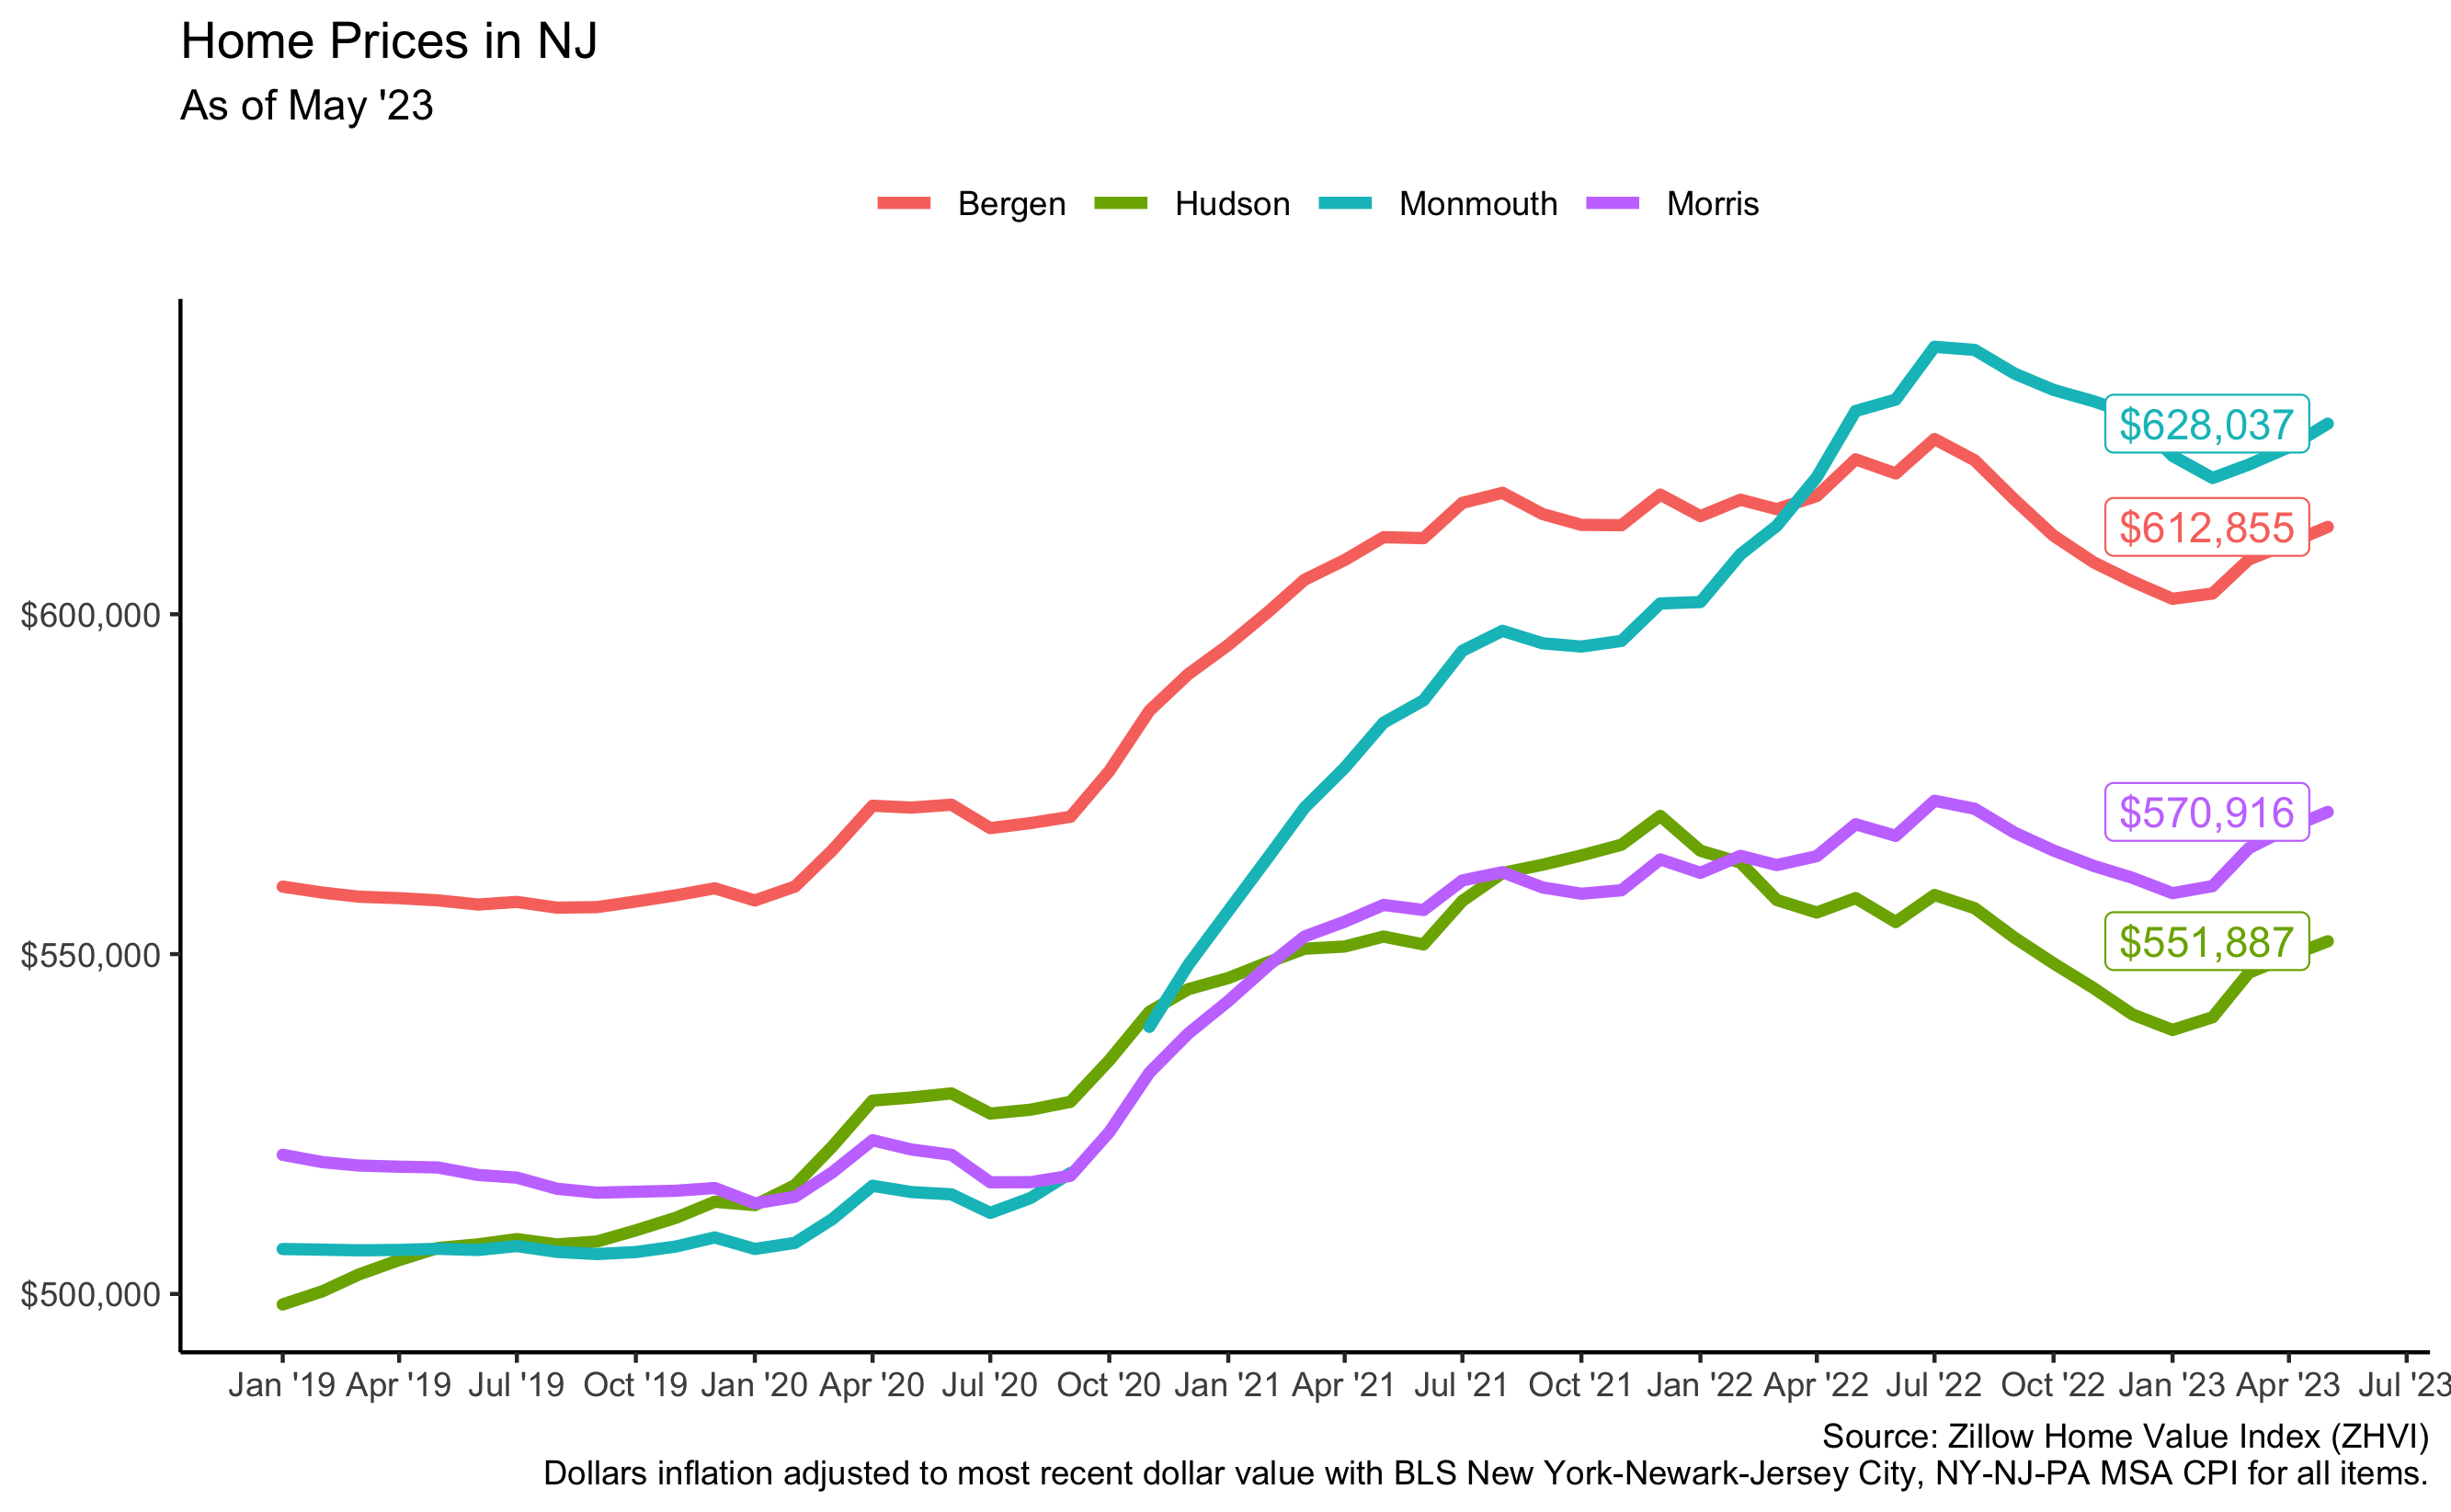 Home Prices in NJ
As of May '23
Bergen Hudson Monmouth Morris
$628,037
$612,855
$600,000
$570,916
$550,000
$551,887
$500,000
Jan '19 Apr '19 Jul '19 Oct '19 Jan '20 Apr '20 Jul '20 Oct '20 Jan '21 Apr '21 Jul '21 Oct '21 Jan '22 Apr '22 Jul '22 Oct '22 Jan '23 Apr '23 Jul '23
Source: Zillow Home Value Index (ZHVI)
Dollars inflation adjusted to most recent dollar value with BLS New York-Newark-Jersey City, NY-NJ-PA MSA CPI for all items.